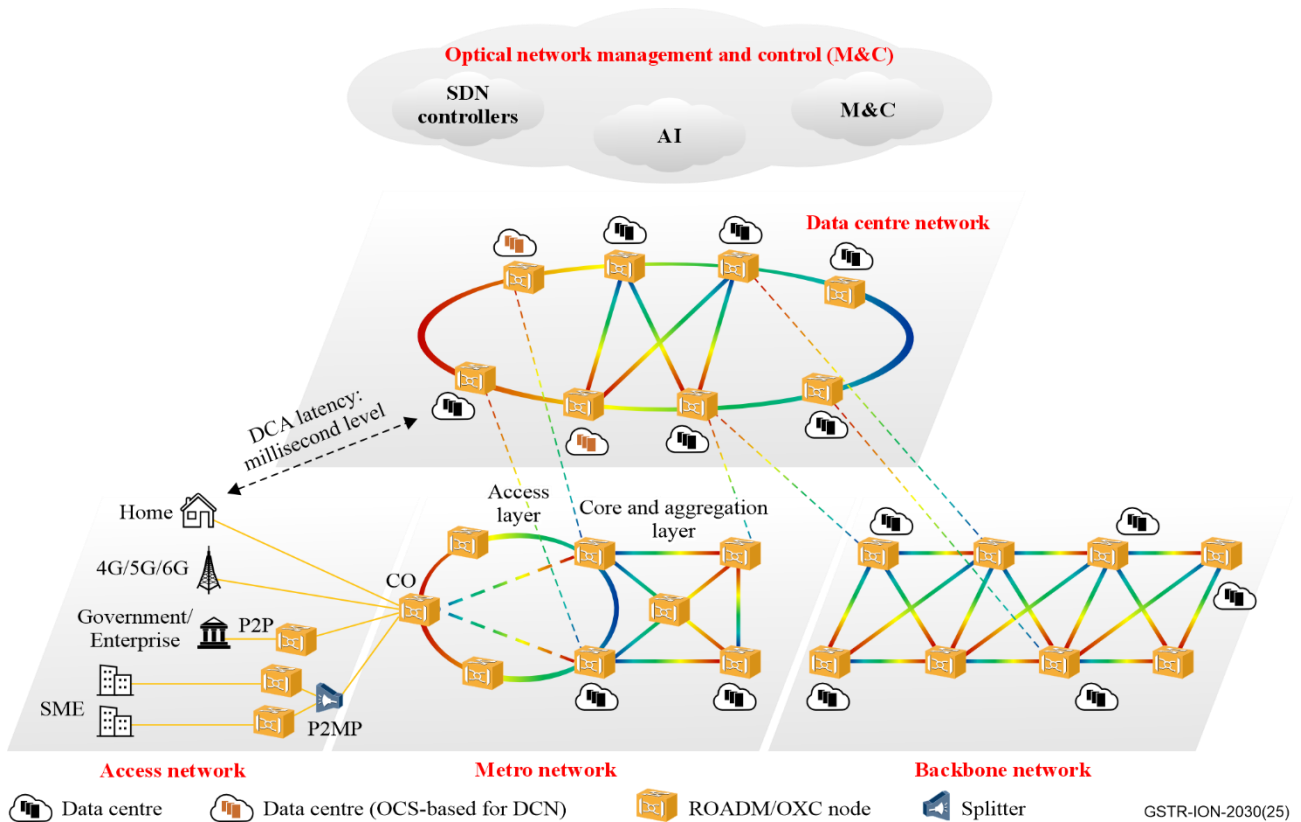 Optical network management and control (M&C)
SDN
controllers
AI
M&C
Data centre network
DCA latency:
millisecond level
Home
4G/5G/6G
Government/
Enterprise
P2P
SME
P2MP
CO
Access
layer
Core and aggregation
layer
Access network
Metro network
Backbone network
Data centre
Data centre (OCS-based for DCN)
ROADM/OXC node
Splitter
GSTR-ION-2030(25)